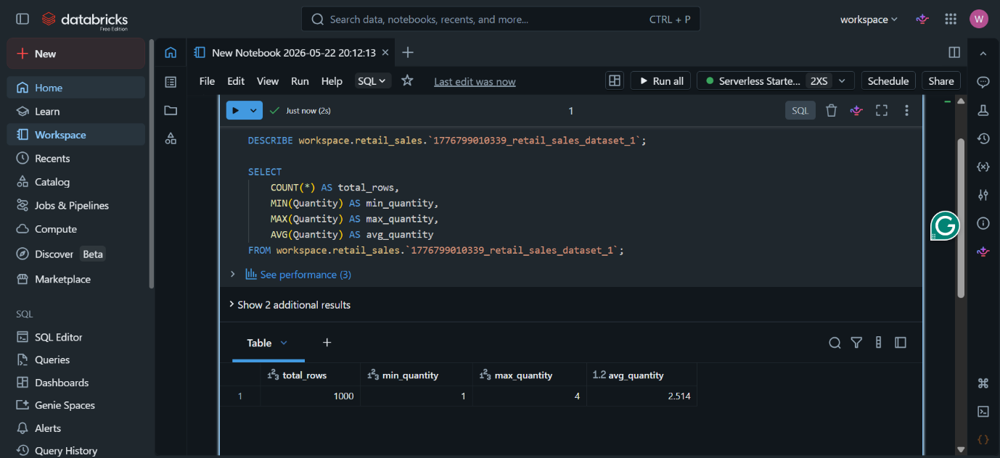 databricks
Free Edition
Search data, notebooks, recents, and more...
CTRL + P
workspace
W
New
Home
Learn
Workspace
Recents
Catalog
Jobs & Pipelines
Compute
Discover Beta
Marketplace
SQL
SQL Editor
Queries
Dashboards
Genie Spaces
Alerts
Query History
New Notebook 2026-05-22 20:12:13
File Edit View Run Help SQL Last edit was now
Run all
Serverless Starte... 2XS
Schedule
Share
Just now (2s)
1
SQL
DESCRIBE workspace.retail_sales.`1776799010339_retail_sales_dataset_1`;
SELECT
COUNT(*) AS total_rows,
MIN(Quantity) AS min_quantity,
MAX(Quantity) AS max_quantity,
AVG(Quantity) AS avg_quantity
FROM workspace.retail_sales.`1776799010339_retail_sales_dataset_1`;
See performance (3)
Show 2 additional results
Table
123 total_rows 123 min_quantity 123 max_quantity 1.2 avg_quantity
1 1000 1 4 2.514
G